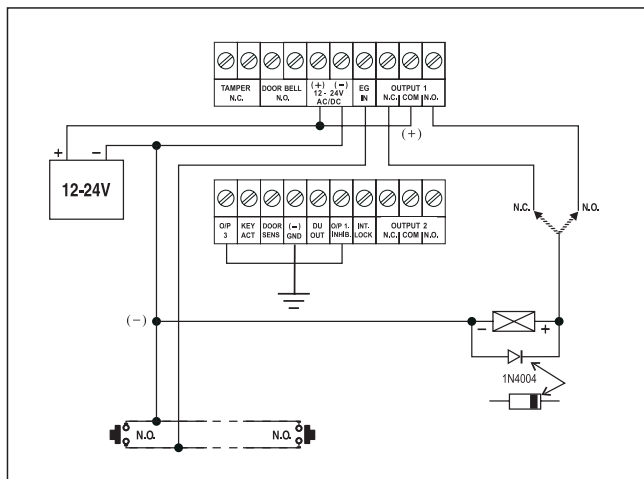 TAMPER N.C.
DOOR BELL N.O.
(+) (-) 12 - 24V AC/DC
EG IN
OUTPUT 1
N.C. COM N.O.
(+)
+ -
12-24V
O/P 3
KEY ACT
DOOR SENS
(-) GND
DU OUT
O/P 1. INHIB.
INT. LOCK
OUTPUT 2
N.C. COM N.O.
N.C. N.O.
(-)
- +
1N4004
N.O. N.O.